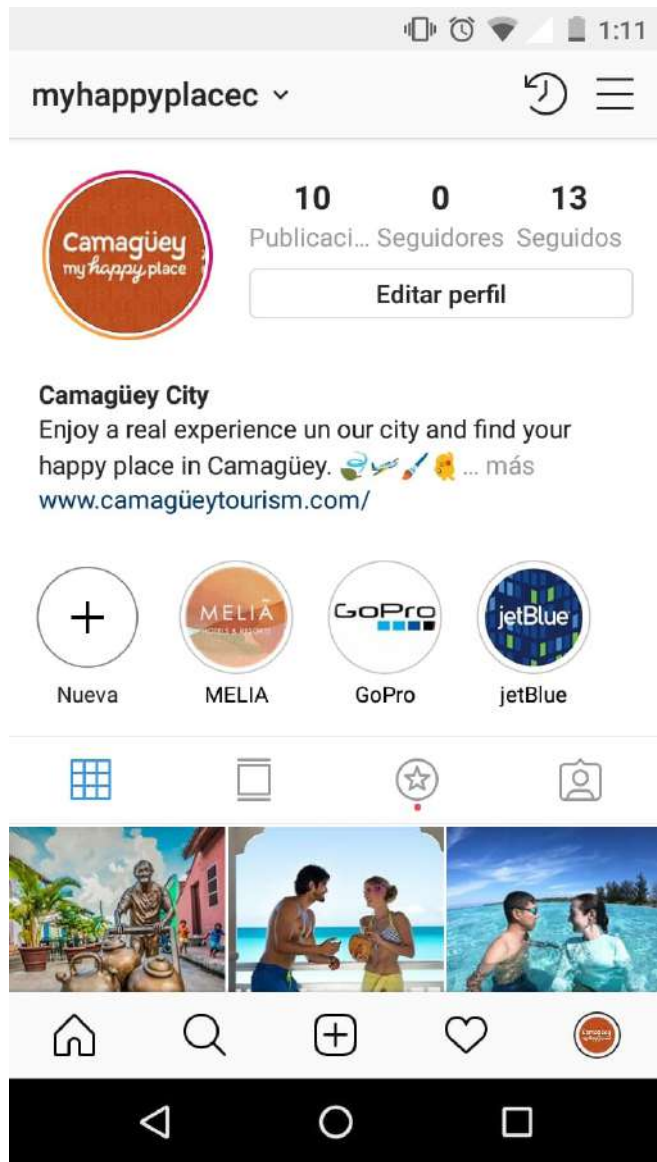 1:11
myhappyplacec
10 0 13
Publicaci... Seguidores Seguidos
Camagüey
my happy place
Editar perfil
Camagüey City
Enjoy a real experience un our city and find your
happy place in Camagüey. ... más
www.camagüeytourism.com/
MELIÃ
HOTELS & RESORTS
GoPro
jetBlue
Nueva MELIA GoPro jetBlue